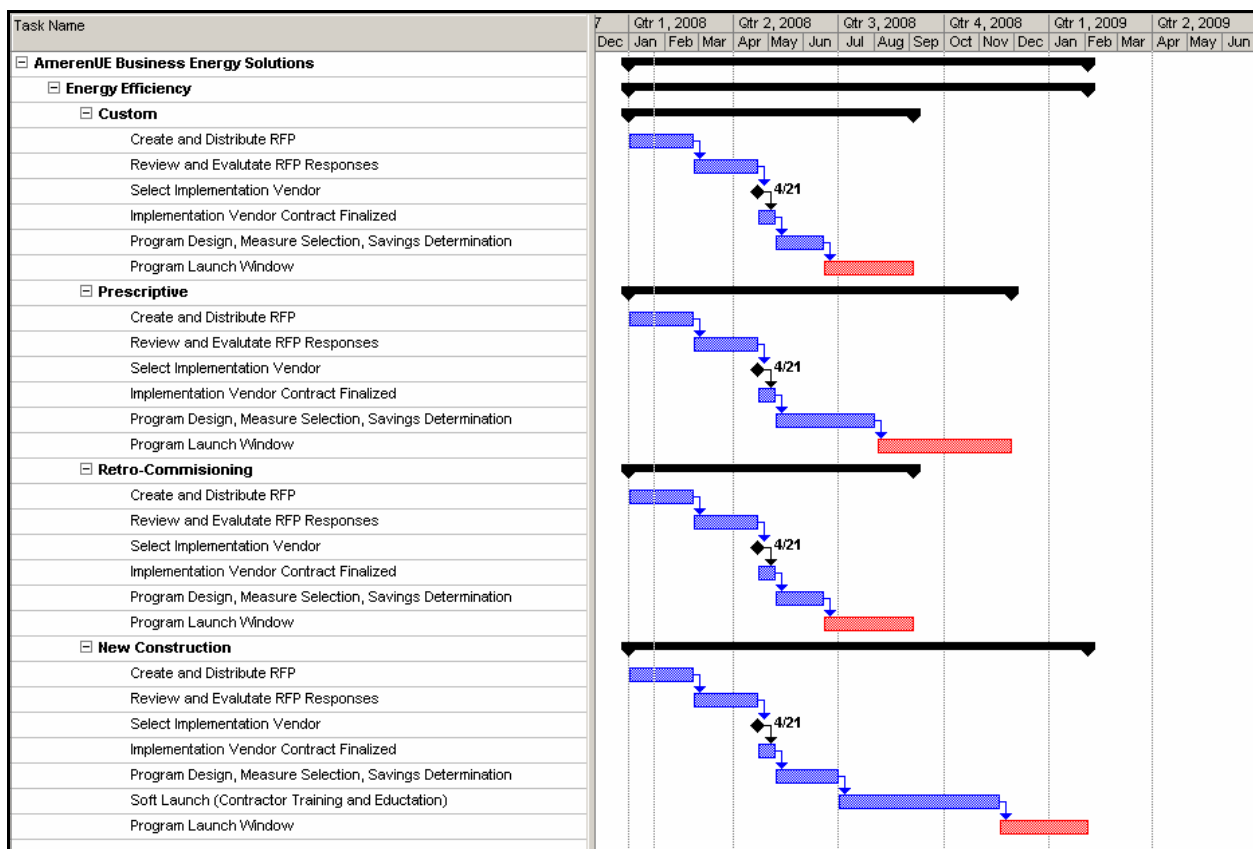 Task Name
7 Qtr 1, 2008 Qtr 2, 2008 Qtr 3, 2008 Qtr 4, 2008 Qtr 1, 2009 Qtr 2, 2009
Dec Jan Feb Mar Apr May Jun Jul Aug Sep Oct Nov Dec Jan Feb Mar Apr May Jun
AmerenUE Business Energy Solutions
Energy Efficiency
Custom
Create and Distribute RFP
Review and Evalutate RFP Responses
Select Implementation Vendor 4/21
Implementation Vendor Contract Finalized
Program Design, Measure Selection, Savings Determination
Program Launch Window
Prescriptive
Create and Distribute RFP
Review and Evalutate RFP Responses
Select Implementation Vendor 4/21
Implementation Vendor Contract Finalized
Program Design, Measure Selection, Savings Determination
Program Launch Window
Retro-Commisioning
Create and Distribute RFP
Review and Evalutate RFP Responses
Select Implementation Vendor 4/21
Implementation Vendor Contract Finalized
Program Design, Measure Selection, Savings Determination
Program Launch Window
New Construction
Create and Distribute RFP
Review and Evalutate RFP Responses
Select Implementation Vendor 4/21
Implementation Vendor Contract Finalized
Program Design, Measure Selection, Savings Determination
Soft Launch (Contractor Training and Eductation)
Program Launch Window